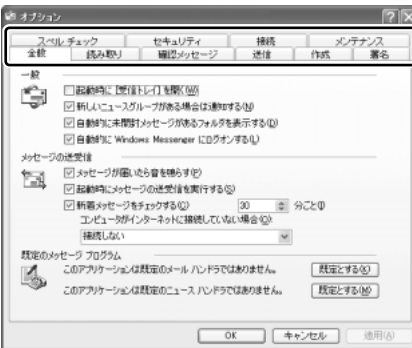 オプション
スペル チェック セキュリティ 接続 メンテナンス
全般 読み取り 確認メッセージ 送信 作成 署名
一般
起動時に [受信トレイ] を開く(W)
新しいニュースグループがある場合は通知する(N)
自動的に未開封メッセージがあるフォルダを表示する(D)
自動的に Windows Messenger にログオンする(L)
メッセージの送受信
メッセージが届いたら音を鳴らす(P)
起動時にメッセージの送受信を実行する(S)
新着メッセージをチェックする(C) 30 分ごと(I)
コンピュータがインターネットに接続していない場合(O):
接続しない
既定のメッセージ プログラム
このアプリケーションは既定のメール ハンドラではありません。 既定とする(K)
このアプリケーションは既定のニュース ハンドラではありません。 既定とする(M)
OK キャンセル 適用(A)